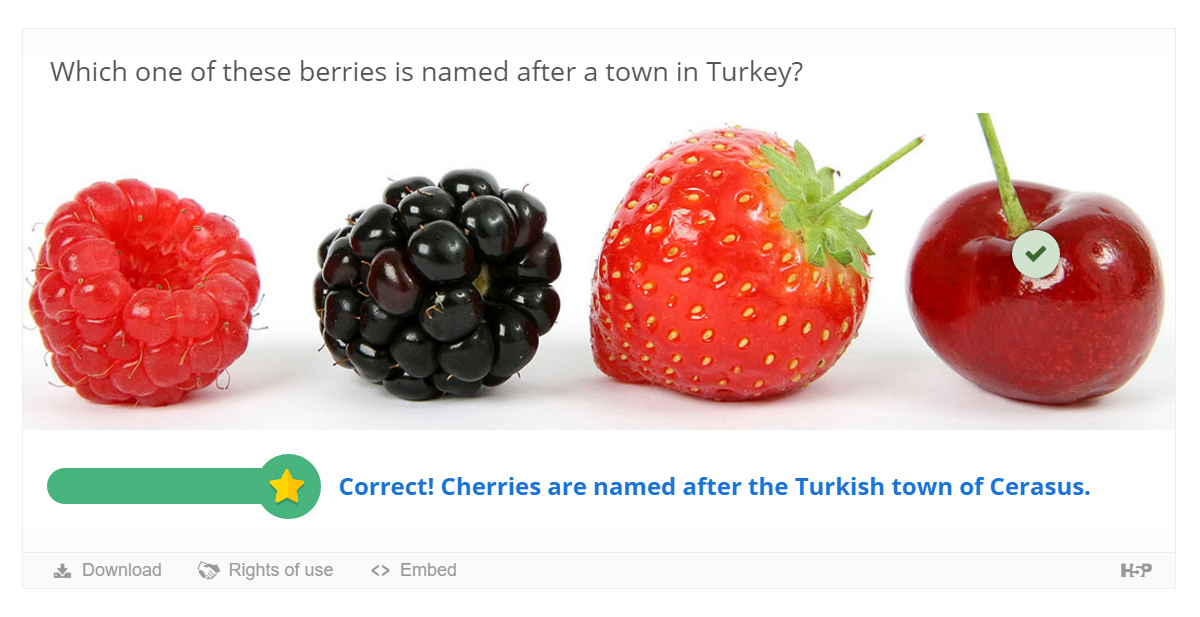 Which one of these berries is named after a town in Turkey?
Correct! Cherries are named after the Turkish town of Cerasus.
Download Rights of use <> Embed H5P